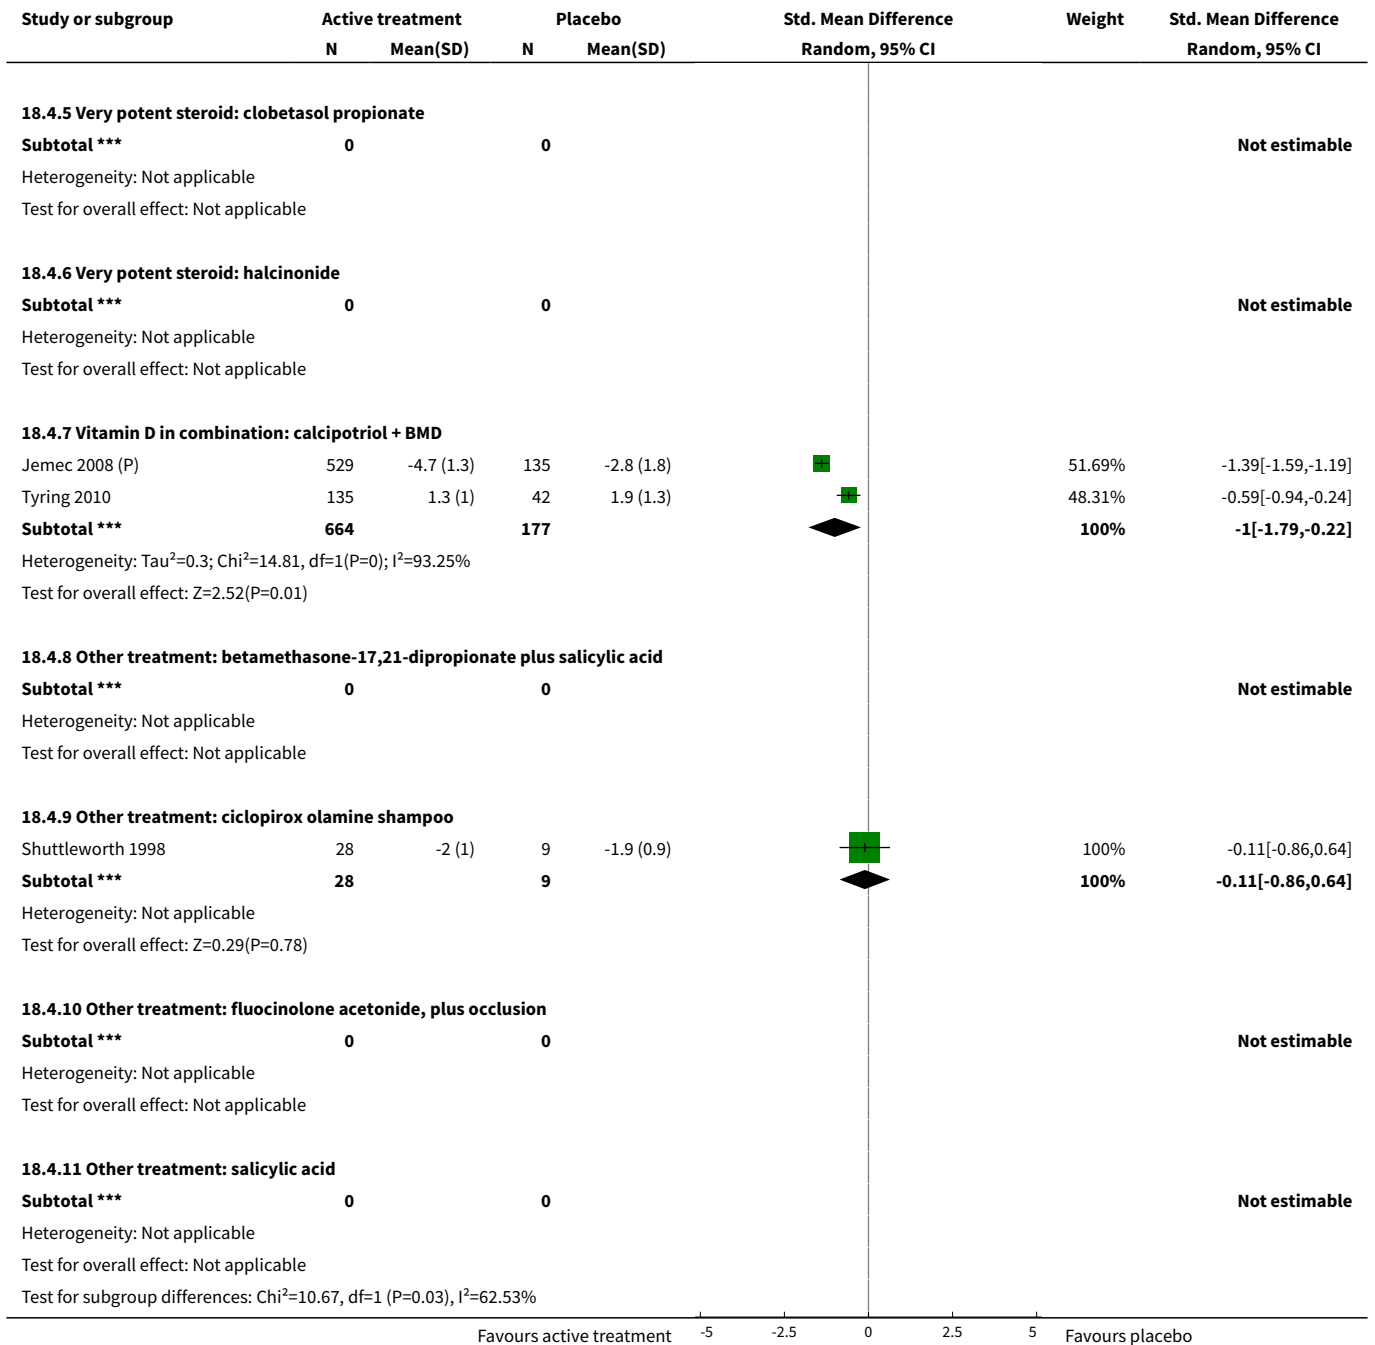 Study or subgroup Active treatment Placebo Std. Mean Difference Weight Std. Mean Difference
N Mean(SD) N Mean(SD) Random, 95% CI Random, 95% CI
18.4.5 Very potent steroid: clobetasol propionate
Subtotal *** 0 0 Not estimable
Heterogeneity: Not applicable
Test for overall effect: Not applicable
18.4.6 Very potent steroid: halcinonide
Subtotal *** 0 0 Not estimable
Heterogeneity: Not applicable
Test for overall effect: Not applicable
18.4.7 Vitamin D in combination: calcipotriol + BMD
Jemec 2008 (P) 529 -4.7 (1.3) 135 -2.8 (1.8) 51.69% -1.39[-1.59,-1.19]
Tyring 2010 135 1.3 (1) 42 1.9 (1.3) 48.31% -0.59[-0.94,-0.24]
Subtotal *** 664 177 100% -1[-1.79,-0.22]
Heterogeneity: Tau²=0.3; Chi²=14.81, df=1(P=0); I²=93.25%
Test for overall effect: Z=2.52(P=0.01)
18.4.8 Other treatment: betamethasone-17,21-dipropionate plus salicylic acid
Subtotal *** 0 0 Not estimable
Heterogeneity: Not applicable
Test for overall effect: Not applicable
18.4.9 Other treatment: ciclopirox olamine shampoo
Shuttleworth 1998 28 -2 (1) 9 -1.9 (0.9) 100% -0.11[-0.86,0.64]
Subtotal *** 28 9 100% -0.11[-0.86,0.64]
Heterogeneity: Not applicable
Test for overall effect: Z=0.29(P=0.78)
18.4.10 Other treatment: fluocinolone acetonide, plus occlusion
Subtotal *** 0 0 Not estimable
Heterogeneity: Not applicable
Test for overall effect: Not applicable
18.4.11 Other treatment: salicylic acid
Subtotal *** 0 0 Not estimable
Heterogeneity: Not applicable
Test for overall effect: Not applicable
Test for subgroup differences: Chi²=10.67, df=1 (P=0.03), I²=62.53%
Favours active treatment -5 -2.5 0 2.5 5 Favours placebo